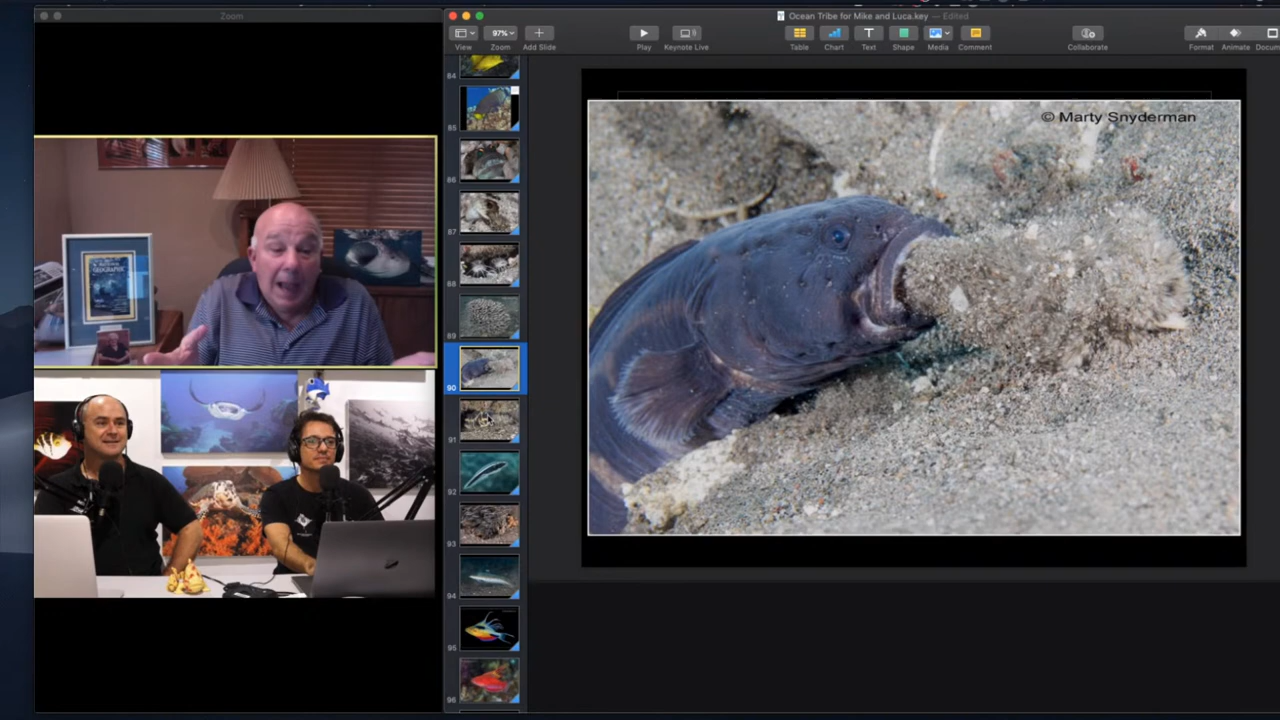 Zoom
Ocean Tribe for Mike and Luca.key — Edited
97%
View
Zoom
Add Slide
Play
Keynote Live
Table
Chart
Text
Shape
Media
Comment
Collaborate
Format
Animate
Docum
84
85
86
87
88
89
90
91
92
93
94
95
96
© Marty Snyderman
GEOGRAPHIC